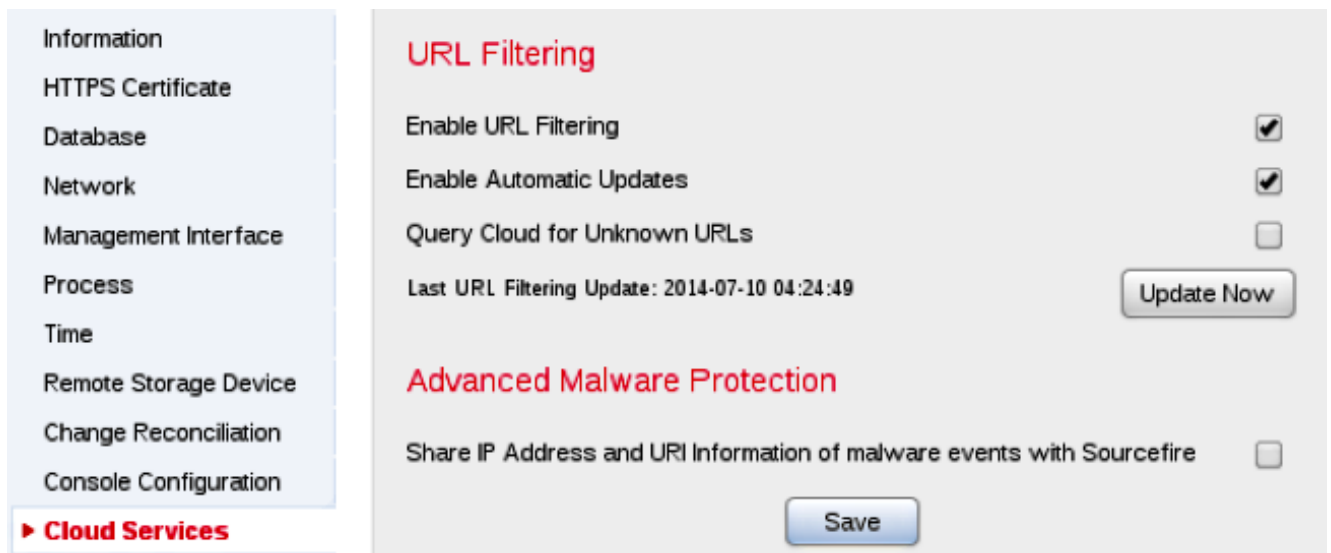 Information
HTTPS Certificate
Database
Network
Management Interface
Process
Time
Remote Storage Device
Change Reconciliation
Console Configuration
Cloud Services
URL Filtering
Enable URL Filtering
Enable Automatic Updates
Query Cloud for Unknown URLs
Last URL Filtering Update: 2014-07-10 04:24:49
Update Now
Advanced Malware Protection
Share IP Address and URI Information of malware events with Sourcefire
Save